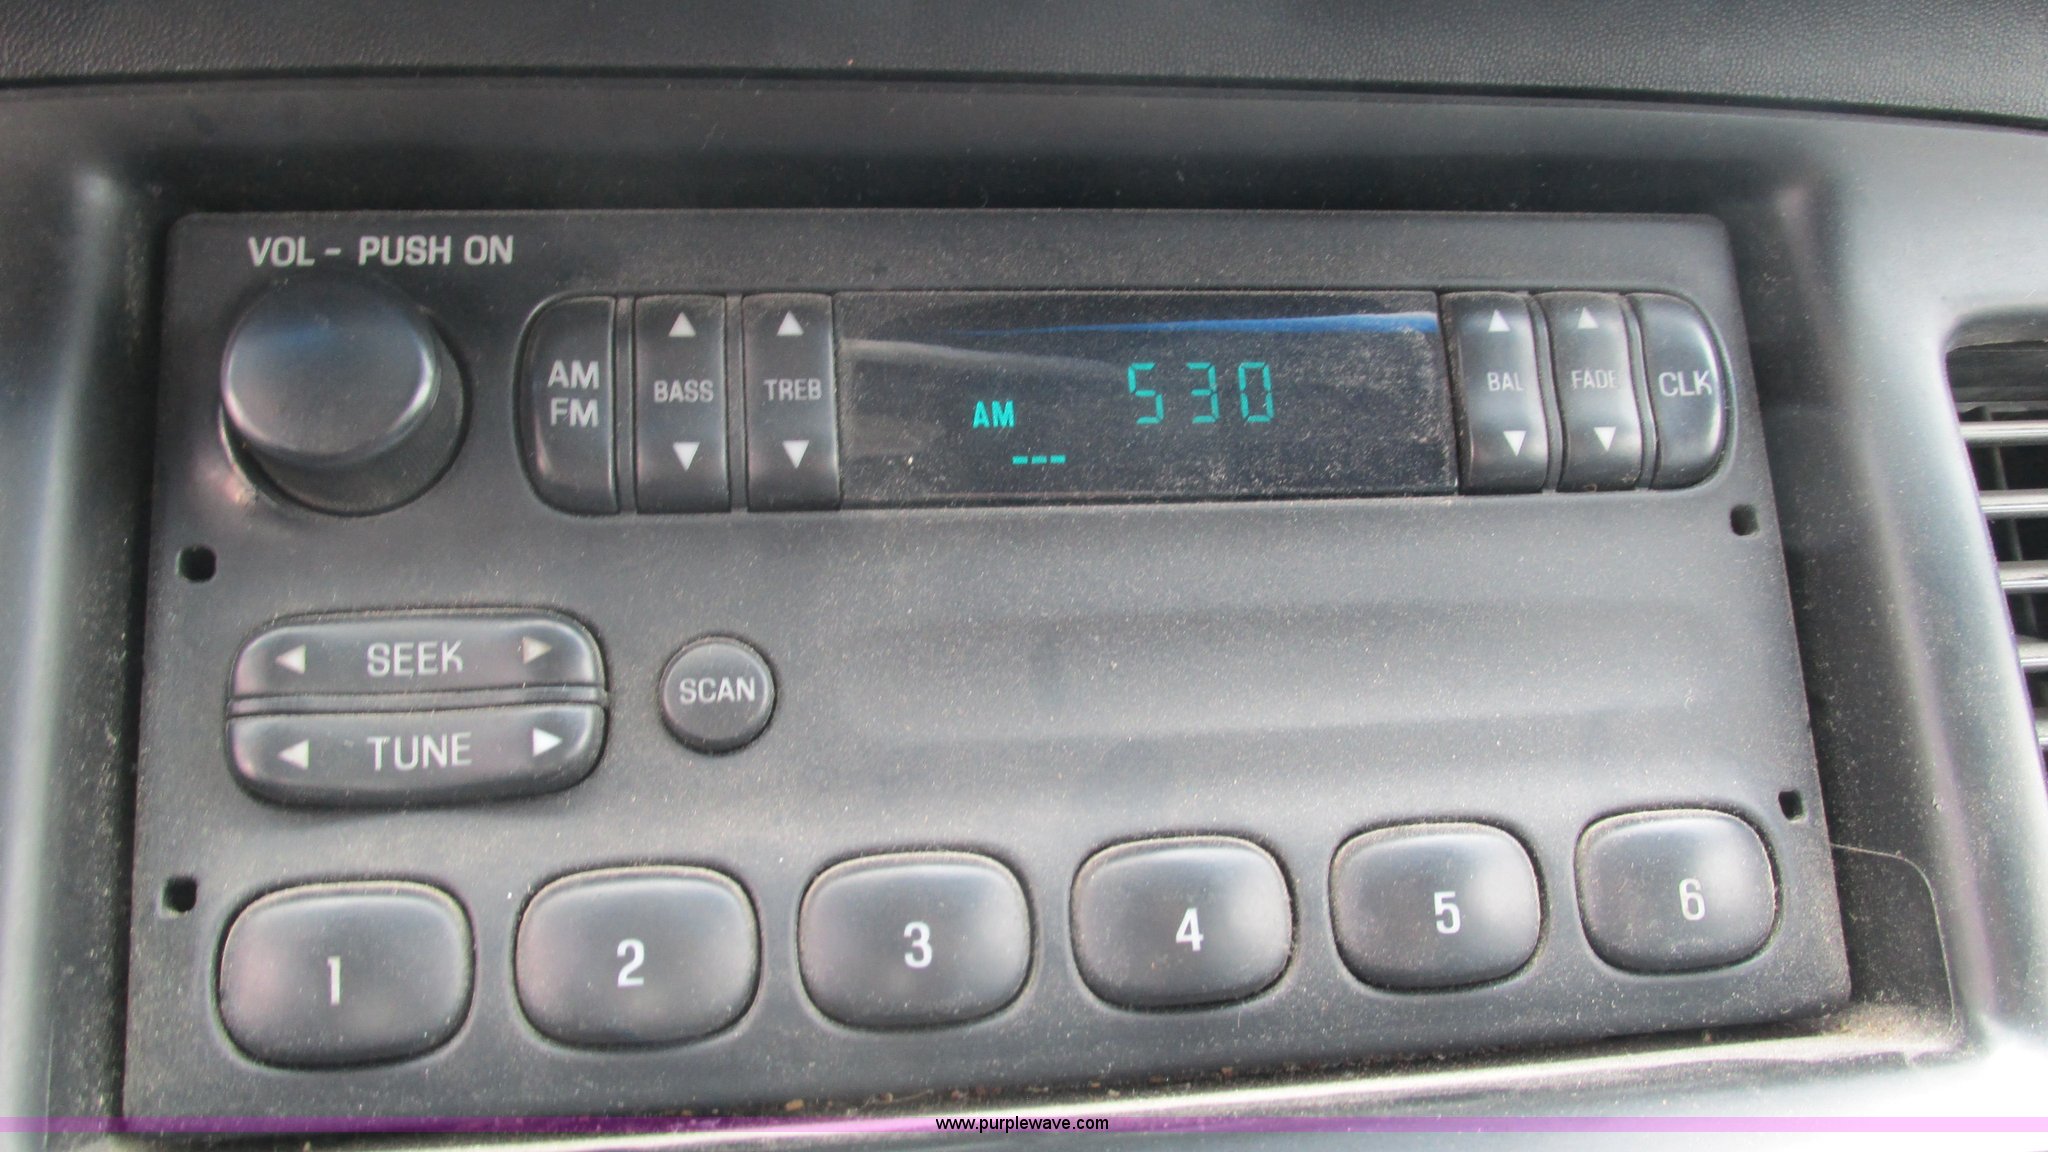 VOL - PUSH ON
AM
FM
BASS
TREB
AM
530
---
BAL
FADE
CLK
SEEK
SCAN
TUNE
1
2
3
4
5
6
www.purplewave.com